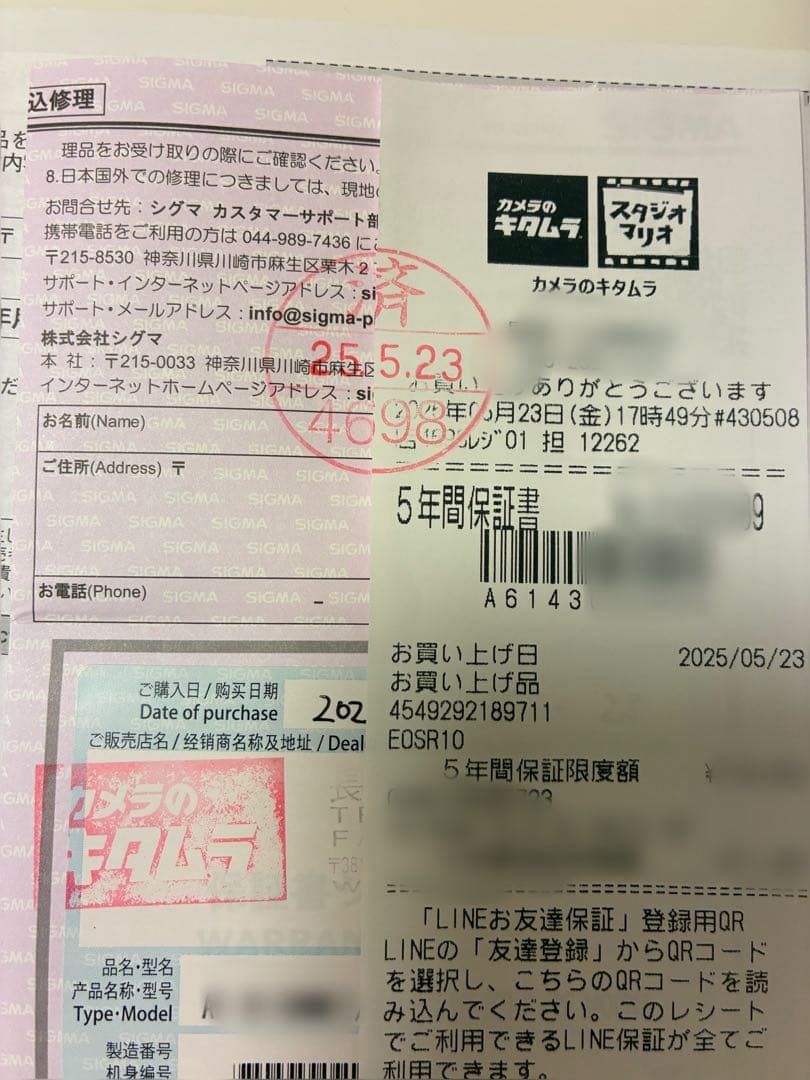 込修理
理品をお受け取りの際にご確認ください。
8.日本国外での修理につきましては、現地
お問合せ先：シグマ カスタマーサポート部
携帯電話をご利用の方は 044-989-7436 にこ
〒215-8530 神奈川県川崎市麻生区栗木2
サポート・インターネットページアドレス：si
サポート・メールアドレス：info@sigma-p
株式会社シグマ
本 社：〒215-0033 神奈川県川崎市麻生区
インターネットホームページアドレス：si
お名前(Name)
ご住所(Address) 〒
お電話(Phone)
済
25.5.23
4698
ご購入日/购买日期
Date of purchase
202
ご販売店名/经销商名称及地址/Deal
カメラの
キタムラ
WARRAN
品名・型名
产品名称・型号
Type・Model
製造番号
机身编号
カメラの
キタムラ
スタジオ
マリオ
カメラのキタムラ
ありがとうございます
月23日(金)17時49分#430508
ﾚｼﾞ01 担 12262
5年間保証書
A6143
お買い上げ日 2025/05/23
お買い上げ品
4549292189711
EOSR10
5年間保証限度額 ¥
「LINEお友達保証」登録用QR
LINEの「友達登録」からQRコード
を選択し、こちらのQRコードを読
み込んでください。このレシート
でご利用できるLINE保証が全てご
利用できます。